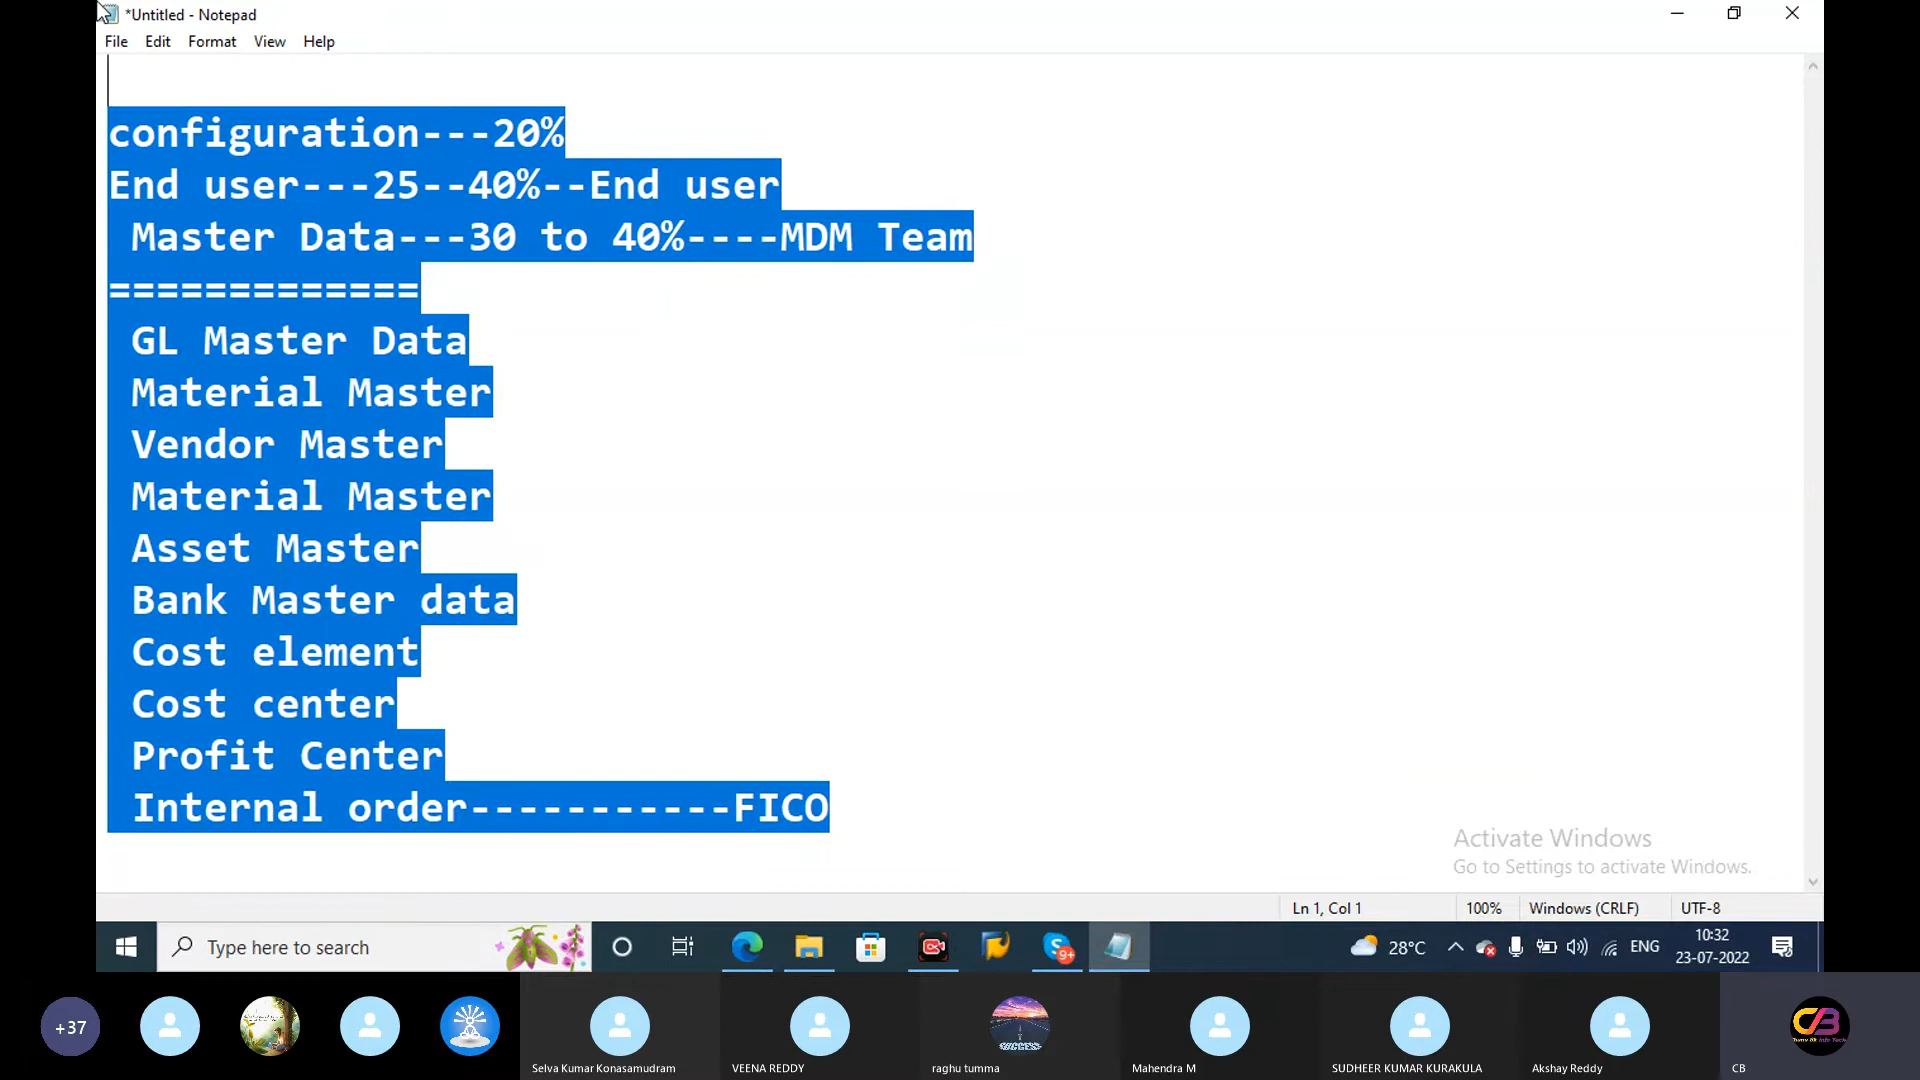 *Untitled - Notepad
File Edit Format View Help
configuration---20%
End user---25--40%--End user
Master Data---30 to 40%----MDM Team
=============
GL Master Data
Material Master
Vendor Master
Material Master
Asset Master
Bank Master data
Cost element
Cost center
Profit Center
Internal order-----------FICO
Activate Windows
Go to Settings to activate Windows.
Ln 1, Col 1 100% Windows (CRLF) UTF-8
Type here to search
9+
28°C
ENG
10:32
23-07-2022
+37
Selva Kumar Konasamudram
VEENA REDDY
raghu tumma
Mahendra M
SUDHEER KUMAR KURAKULA
Akshay Reddy
CB